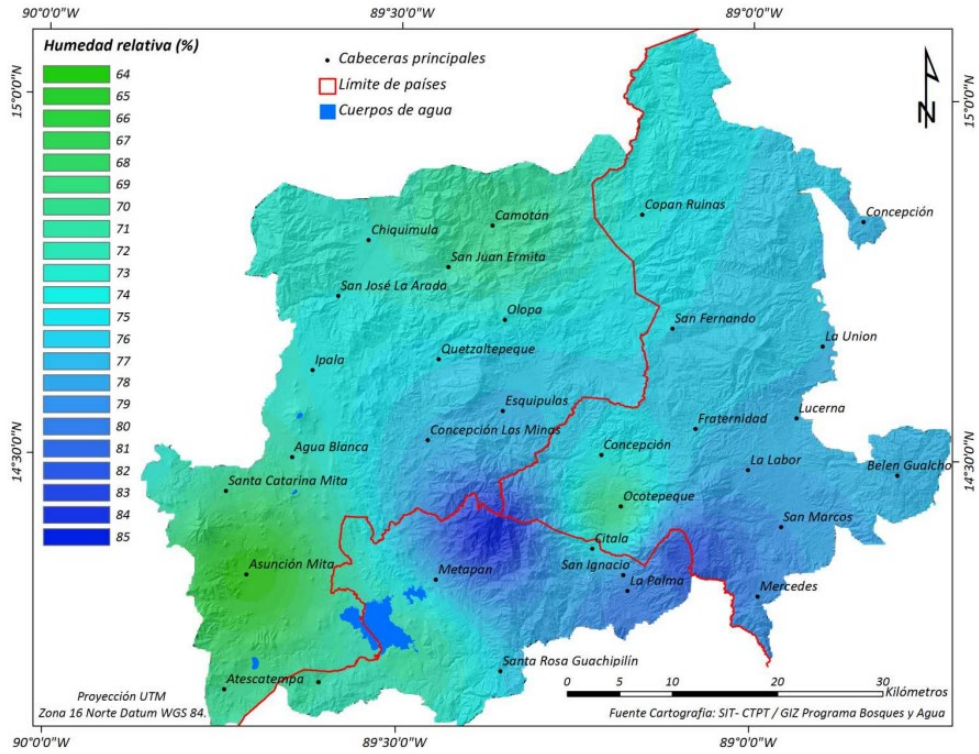 90°0'0"W
89°30'0"W
89°0'0"W
Humedad relativa (%)
64
65
66
67
68
69
70
71
72
73
74
75
76
77
78
79
80
81
82
83
84
85
Cabeceras principales
Límite de países
Cuerpos de agua
N
15°0'0"N
15°0'0"N
Camotán
Copan Ruinas
Concepción
Chiquimula
San Juan Ermita
San José La Arada
Olopa
San Fernando
La Union
Quetzaltepeque
Ipala
Esquipulas
Lucerna
Fraternidad
Concepción Las Minas
Concepción
14°30'0"N
14°30'0"N
Agua Blanca
La Labor
Belen Gualcho
Santa Catarina Mita
Ocotepeque
San Marcos
Citala
Asunción Mita
Metapan
San Ignacio
La Palma
Mercedes
Santa Rosa Guachipilín
Atescatempa
Proyección UTM
Zona 16 Norte Datum WGS 84.
0 5 10 20 30
Kilómetros
Fuente Cartografía: SIT- CTPT / GIZ Programa Bosques y Agua
90°0'0"W
89°30'0"W
89°0'0"W